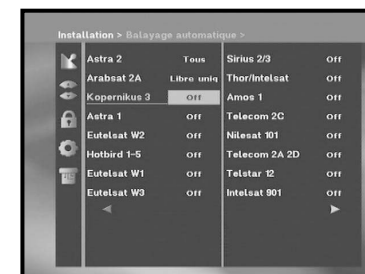 Installation > Balayage automatique >
Astra 2 Tous
Arabsat 2A Libre uniq
Kopernikus 3 Off
Astra 1 Off
Eutelsat W2 Off
Hotbird 1-5 Off
Eutelsat W1 Off
Eutelsat W3 Off
Sirius 2/3 Off
Thor/Intelsat Off
Amos 1 Off
Telecom 2C Off
Nilesat 101 Off
Telecom 2A 2D Off
Telstar 12 Off
Intelsat 901 Off